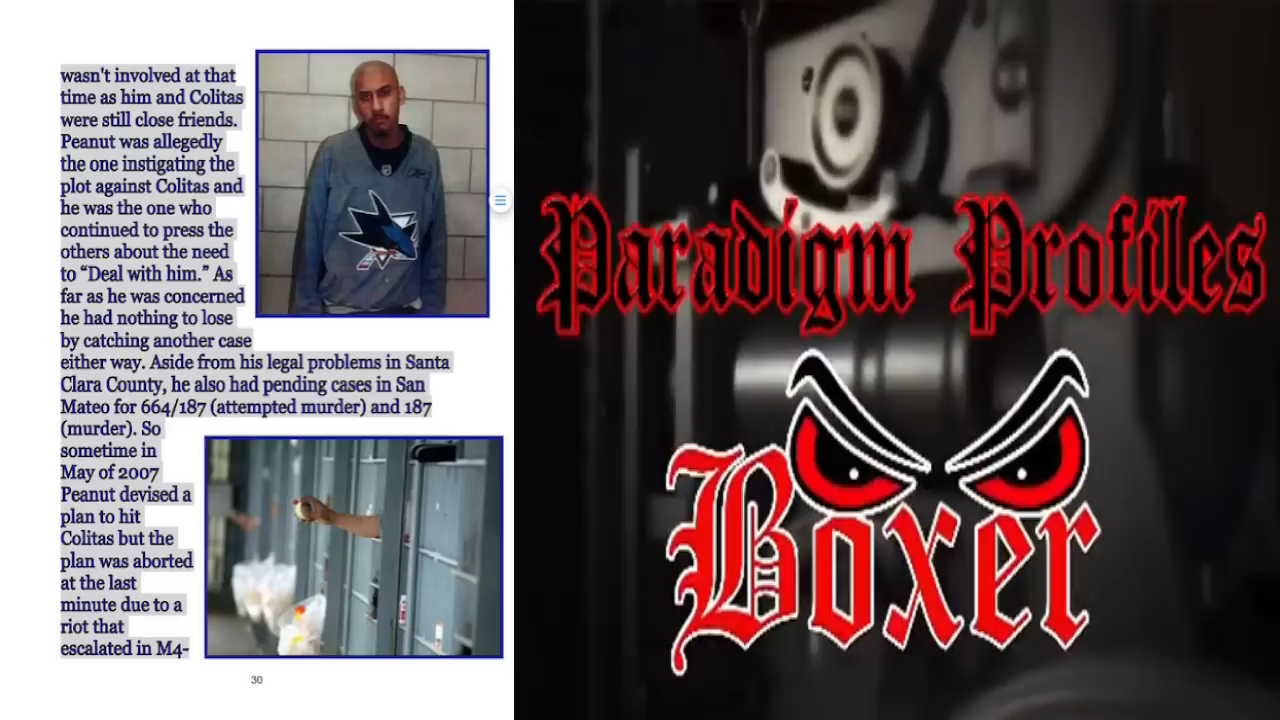 wasn't involved at that
time as him and Colitas
were still close friends.
Peanut was allegedly
the one instigating the
plot against Colitas and
he was the one who
continued to press the
others about the need
to “Deal with him.” As
far as he was concerned
he had nothing to lose
by catching another case
either way. Aside from his legal problems in Santa
Clara County, he also had pending cases in San
Mateo for 664/187 (attempted murder) and 187
(murder). So
sometime in
May of 2007
Peanut devised a
plan to hit
Colitas but the
plan was aborted
at the last
minute due to a
riot that
escalated in M4-
30
Paradigm Profiles
Boxer